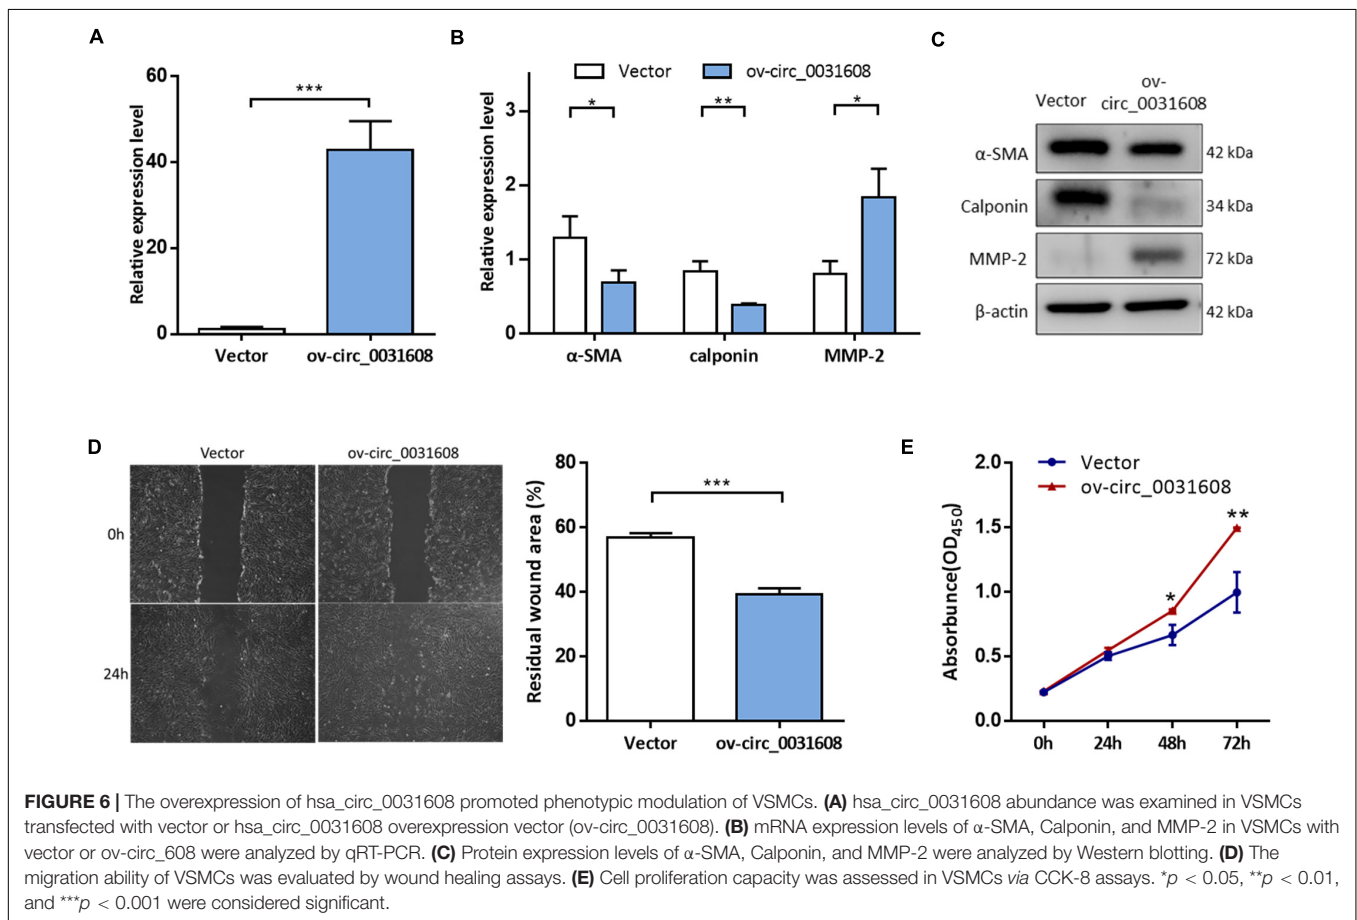 A
Relative expression level
60
40
20
0
***
Vector
ov-circ_0031608
B
Vector
ov-circ_0031608
Relative expression level
3
2
1
0
*
**
*
α-SMA
calponin
MMP-2
C
Vector
ov-
circ_0031608
α-SMA
42 kDa
Calponin
34 kDa
MMP-2
72 kDa
β-actin
42 kDa
D
Vector
ov-circ_0031608
0h
24h
Residual wound area (%)
80
60
40
20
0
***
Vector
ov-circ_0031608
E
Absorbunce(OD450)
2.0
1.5
1.0
0.5
0.0
Vector
ov-circ_0031608
*
**
0h
24h
48h
72h
FIGURE 6 | The overexpression of hsa_circ_0031608 promoted phenotypic modulation of VSMCs. (A) hsa_circ_0031608 abundance was examined in VSMCs
transfected with vector or hsa_circ_0031608 overexpression vector (ov-circ_0031608). (B) mRNA expression levels of α-SMA, Calponin, and MMP-2 in VSMCs with
vector or ov-circ_608 were analyzed by qRT-PCR. (C) Protein expression levels of α-SMA, Calponin, and MMP-2 were analyzed by Western blotting. (D) The
migration ability of VSMCs was evaluated by wound healing assays. (E) Cell proliferation capacity was assessed in VSMCs via CCK-8 assays. *p < 0.05, **p < 0.01,
and ***p < 0.001 were considered significant.